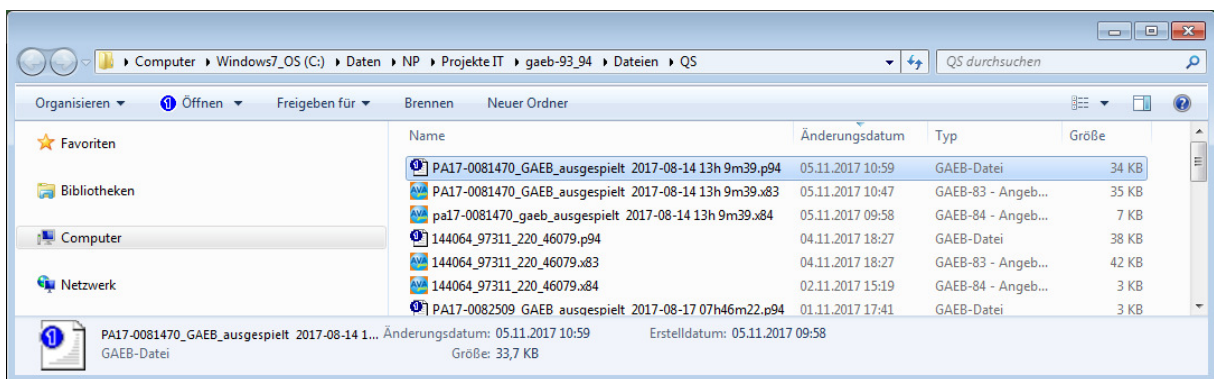 Computer Windows7_OS (C:) Daten NP Projekte IT gaeb-93_94 Dateien QS QS durchsuchen
Organisieren Öffnen Freigeben für Brennen Neuer Ordner
Favoriten
Bibliotheken
Computer
Netzwerk
Name Änderungsdatum Typ Größe
PA17-0081470_GAEB_ausgespielt 2017-08-14 13h 9m39.p94 05.11.2017 10:59 GAEB-Datei 34 KB
PA17-0081470_GAEB_ausgespielt 2017-08-14 13h 9m39.x83 05.11.2017 10:47 GAEB-83 - Angeb... 35 KB
pa17-0081470_gaeb_ausgespielt 2017-08-14 13h 9m39.x84 05.11.2017 09:58 GAEB-84 - Angeb... 7 KB
144064_97311_220_46079.p94 04.11.2017 18:27 GAEB-Datei 38 KB
144064_97311_220_46079.x83 04.11.2017 18:27 GAEB-83 - Angeb... 42 KB
144064_97311_220_46079.x84 02.11.2017 15:19 GAEB-84 - Angeb... 3 KB
PA17-0082509_GAEB_ausgespielt 2017-08-17 07h46m22.p94 01.11.2017 17:41 GAEB-Datei 3 KB
PA17-0081470_GAEB_ausgespielt 2017-08-14 1... Änderungsdatum: 05.11.2017 10:59 Erstelldatum: 05.11.2017 09:58
GAEB-Datei Größe: 33,7 KB